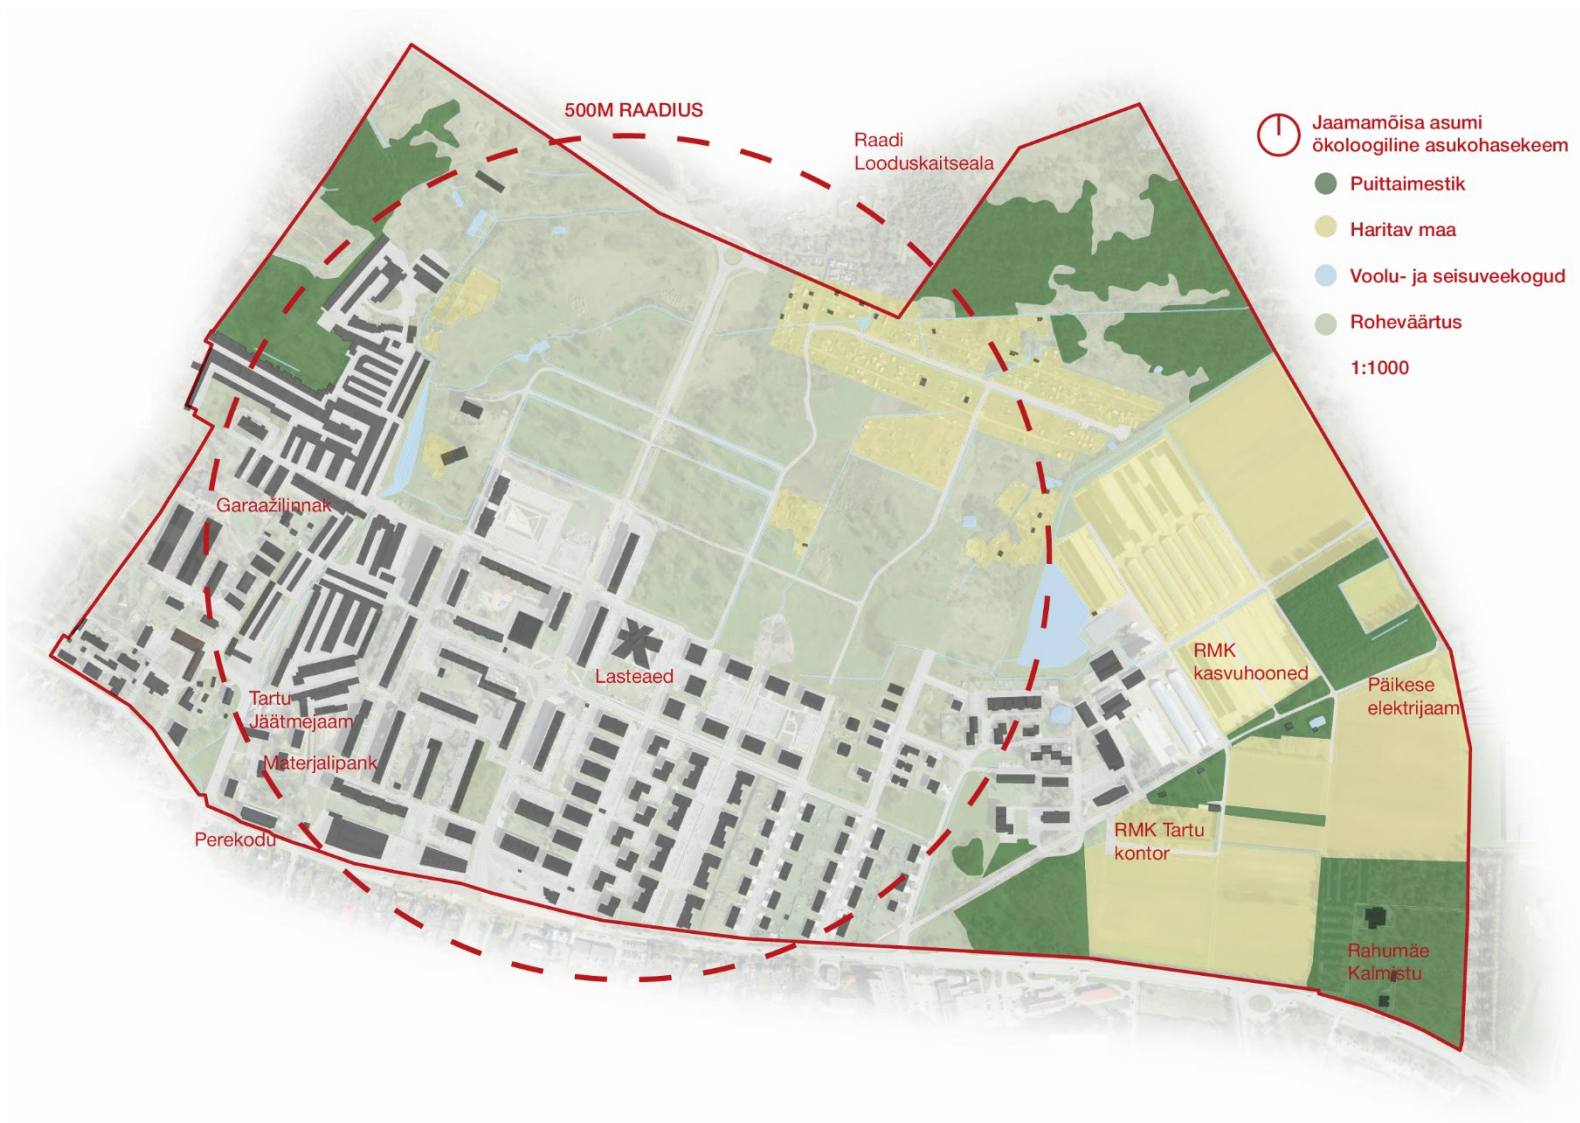 500M RAADIUS
Raadi
Looduskaitseala
Jaamamõisa asumi
ökoloogiline asukohasekeem
Puittaimestik
Haritav maa
Voolu- ja seisuveekogud
Roheväärtus
1:1000
Garaažilinnak
Lasteaed
RMK
kasvuhooned
Päikese
elektrijaam
Tartu
Jäätmejaam
Materjalipank
Perekodu
RMK Tartu
kontor
Rahumäe
Kalmistu